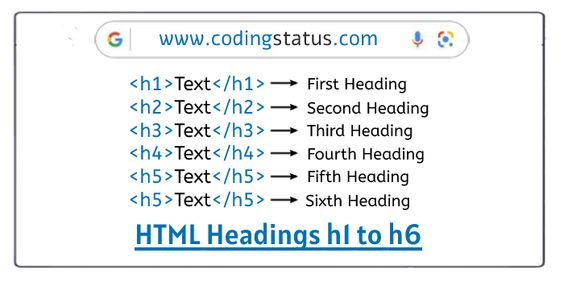 www.codingstatus.com
<h1>Text</h1> → First Heading
<h2>Text</h2> → Second Heading
<h3>Text</h3> → Third Heading
<h4>Text</h4> → Fourth Heading
<h5>Text</h5> → Fifth Heading
<h5>Text</h5> → Sixth Heading
HTML Headings h1 to h6